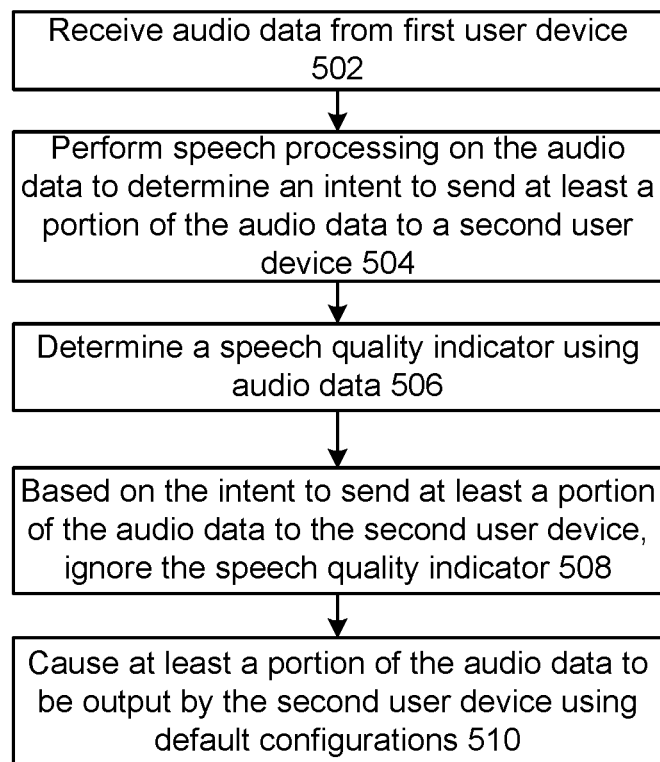 Receive audio data from first user device
502
Perform speech processing on the audio
data to determine an intent to send at least a
portion of the audio data to a second user
device 504
Determine a speech quality indicator using
audio data 506
Based on the intent to send at least a portion
of the audio data to the second user device,
ignore the speech quality indicator 508
Cause at least a portion of the audio data to
be output by the second user device using
default configurations 510